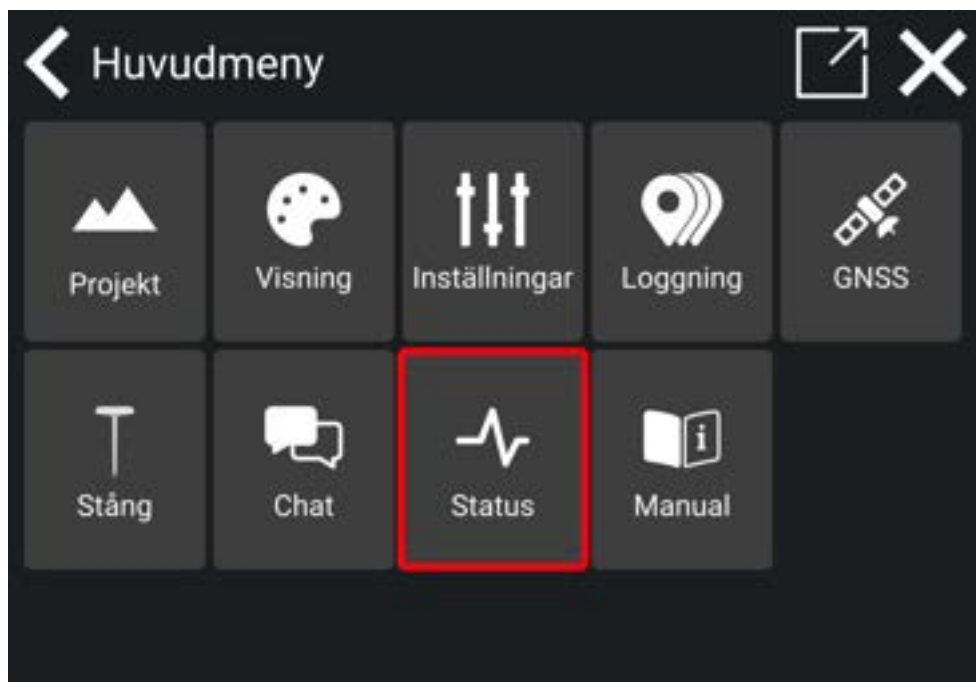 Huvudmeny
Projekt
Visning
Inställningar
Loggning
GNSS
Stång
Chat
Status
i
Manual